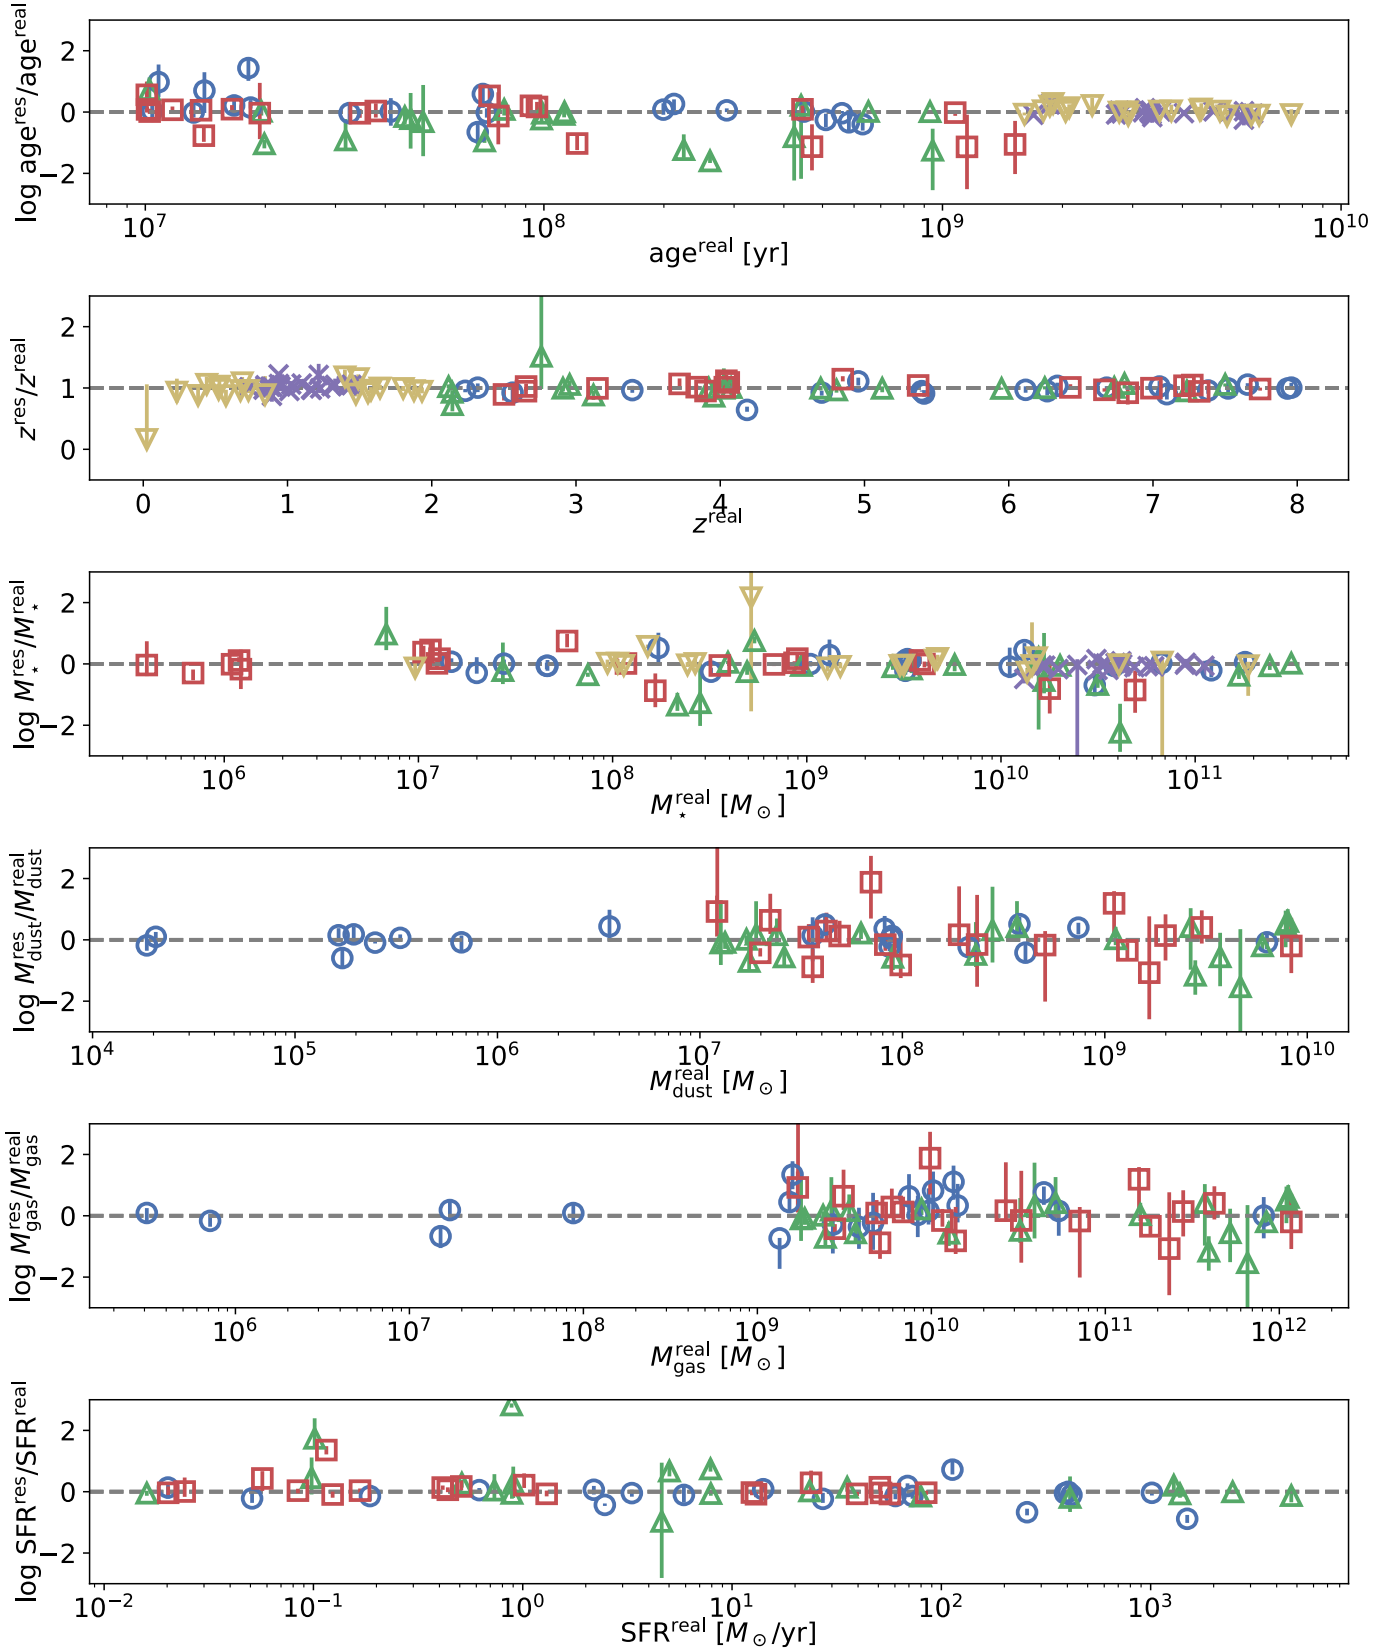 log age^res/age^real
2
0
−2
10^7 10^8 10^9 10^10
age^real [yr]
z^res/z^real
2
1
0
0 1 2 3 4 5 6 7 8
z^real
log M⋆^res/M⋆^real
2
0
−2
10^6 10^7 10^8 10^9 10^10 10^11
M⋆^real [M⊙]
log M_dust^res/M_dust^real
2
0
−2
10^4 10^5 10^6 10^7 10^8 10^9 10^10
M_dust^real [M⊙]
log M_gas^res/M_gas^real
2
0
−2
10^6 10^7 10^8 10^9 10^10 10^11 10^12
M_gas^real [M⊙]
log SFR^res/SFR^real
2
0
−2
10^−2 10^−1 10^0 10^1 10^2 10^3
SFR^real [M⊙/yr]